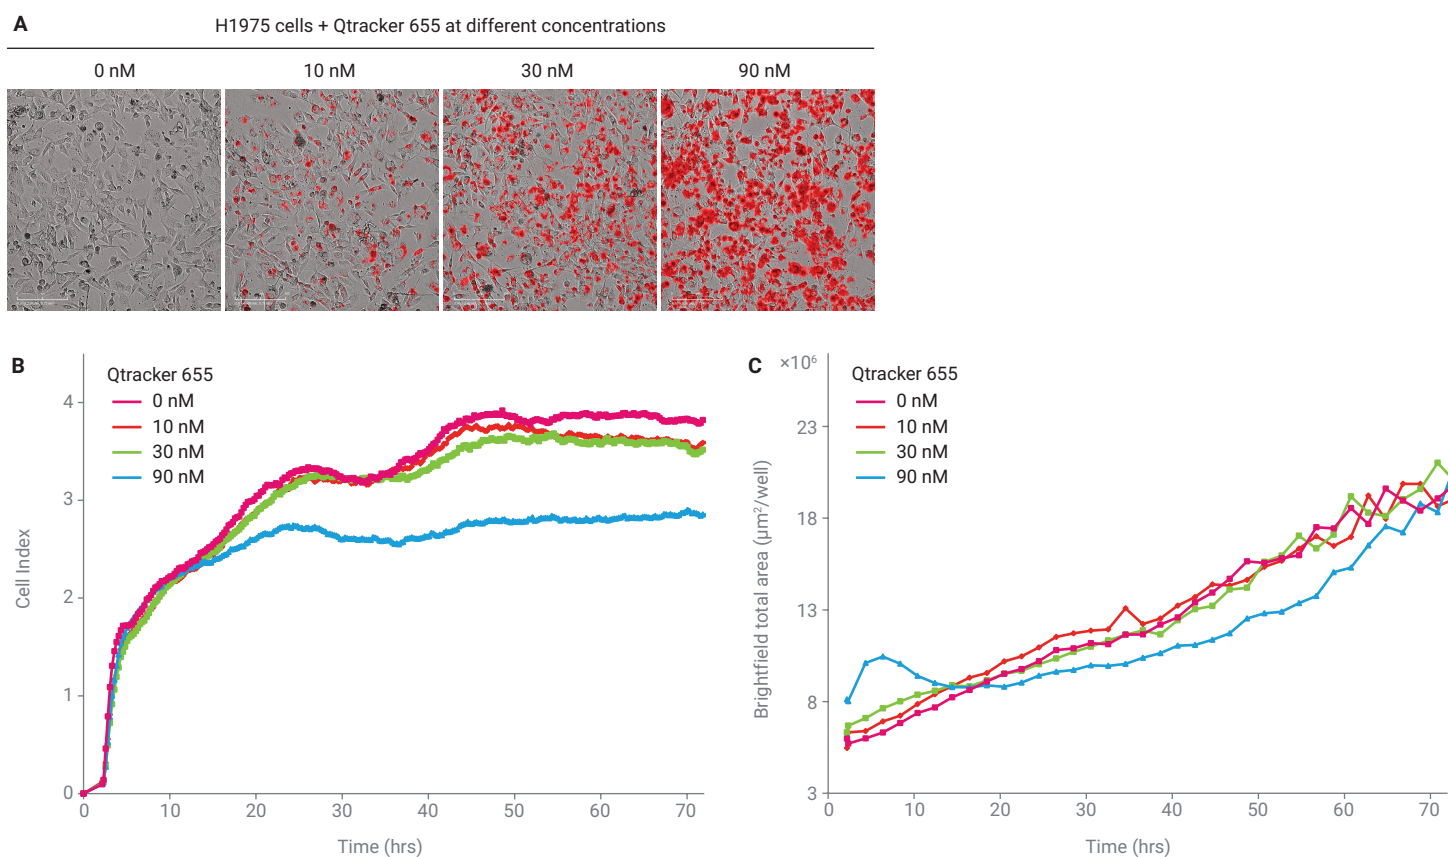 A
H1975 cells + Qtracker 655 at different concentrations
0 nM
10 nM
30 nM
90 nM
B
Qtracker 655
0 nM
10 nM
30 nM
90 nM
Cell Index
4
3
2
1
0
0 10 20 30 40 50 60 70
Time (hrs)
C
×10⁶
Qtracker 655
0 nM
10 nM
30 nM
90 nM
Brightfield total area (µm²/well)
23
18
13
8
3
0 10 20 30 40 50 60 70
Time (hrs)